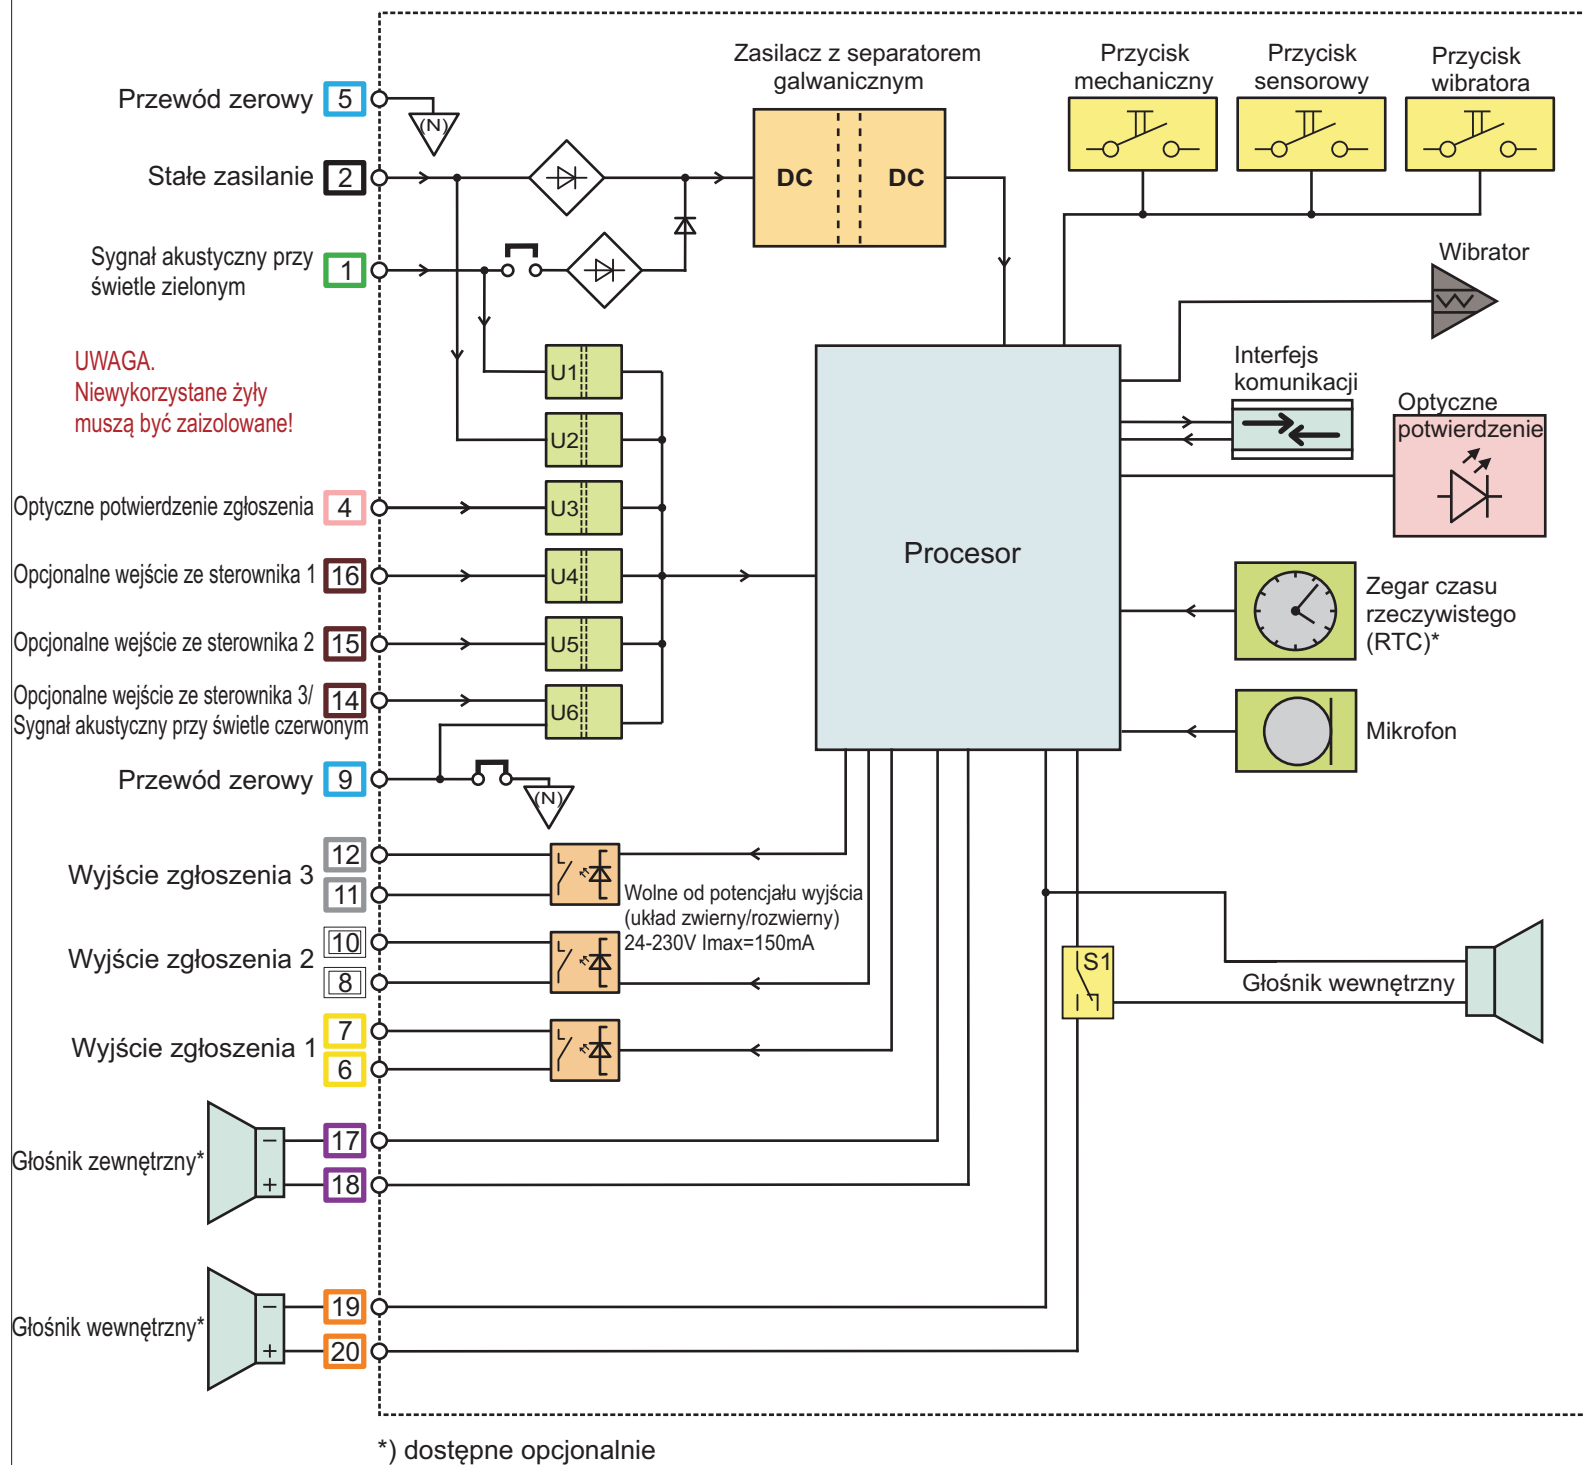 Zasilacz z separatorem
galwanicznym
Przycisk
mechaniczny
Przycisk
sensorowy
Przycisk
wibratora
Przewód zerowy 5
(N)
Stałe zasilanie 2
DC DC
Sygnał akustyczny przy
świetle zielonym
1
Wibrator
UWAGA.
Niewykorzystane żyły
muszą być zaizolowane!
U1
U2
Interfejs
komunikacji
Optyczne
potwierdzenie
Optyczne potwierdzenie zgłoszenia 4
U3
Opcjonalne wejście ze sterownika 1 16
U4
Procesor
Opcjonalne wejście ze sterownika 2 15
U5
Zegar czasu
rzeczywistego
(RTC)*
Opcjonalne wejście ze sterownika 3/
Sygnał akustyczny przy świetle czerwonym
14
U6
Mikrofon
Przewód zerowy 9
(N)
Wyjście zgłoszenia 3
12
11
L
Wolne od potencjału wyjścia
(układ zwierny/rozwierny)
24-230V Imax=150mA
Wyjście zgłoszenia 2
10
8
L
S1
Głośnik wewnętrzny
Wyjście zgłoszenia 1
7
6
L
Głośnik zewnętrzny*
− 17
+ 18
Głośnik wewnętrzny*
− 19
+ 20
*) dostępne opcjonalnie